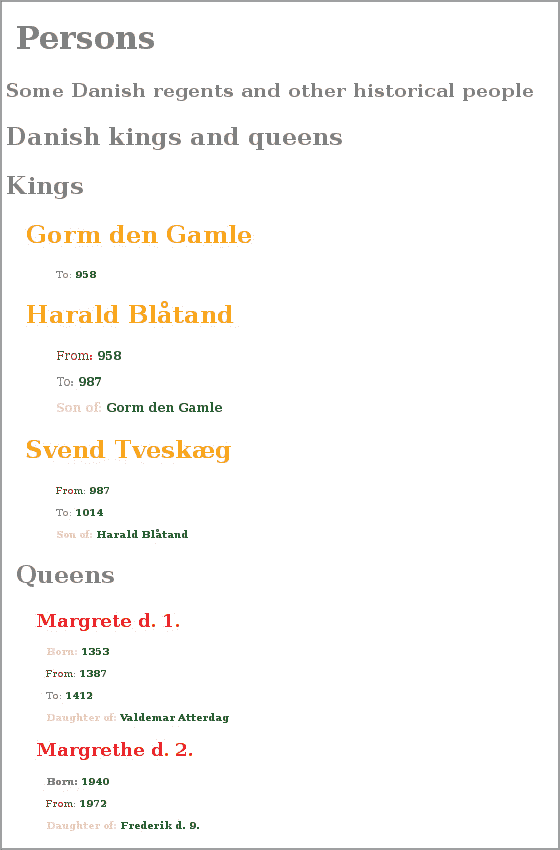 Persons
Some Danish regents and other historical people
Danish kings and queens
Kings
Gorm den Gamle
To: 958
Harald Blåtand
From: 958
To: 987
Son of: Gorm den Gamle
Svend Tveskæg
From: 987
To: 1014
Son of: Harald Blåtand
Queens
Margrete d. 1.
Born: 1353
From: 1387
To: 1412
Daughter of: Valdemar Atterdag
Margrethe d. 2.
Born: 1940
From: 1972
Daughter of: Frederik d. 9.